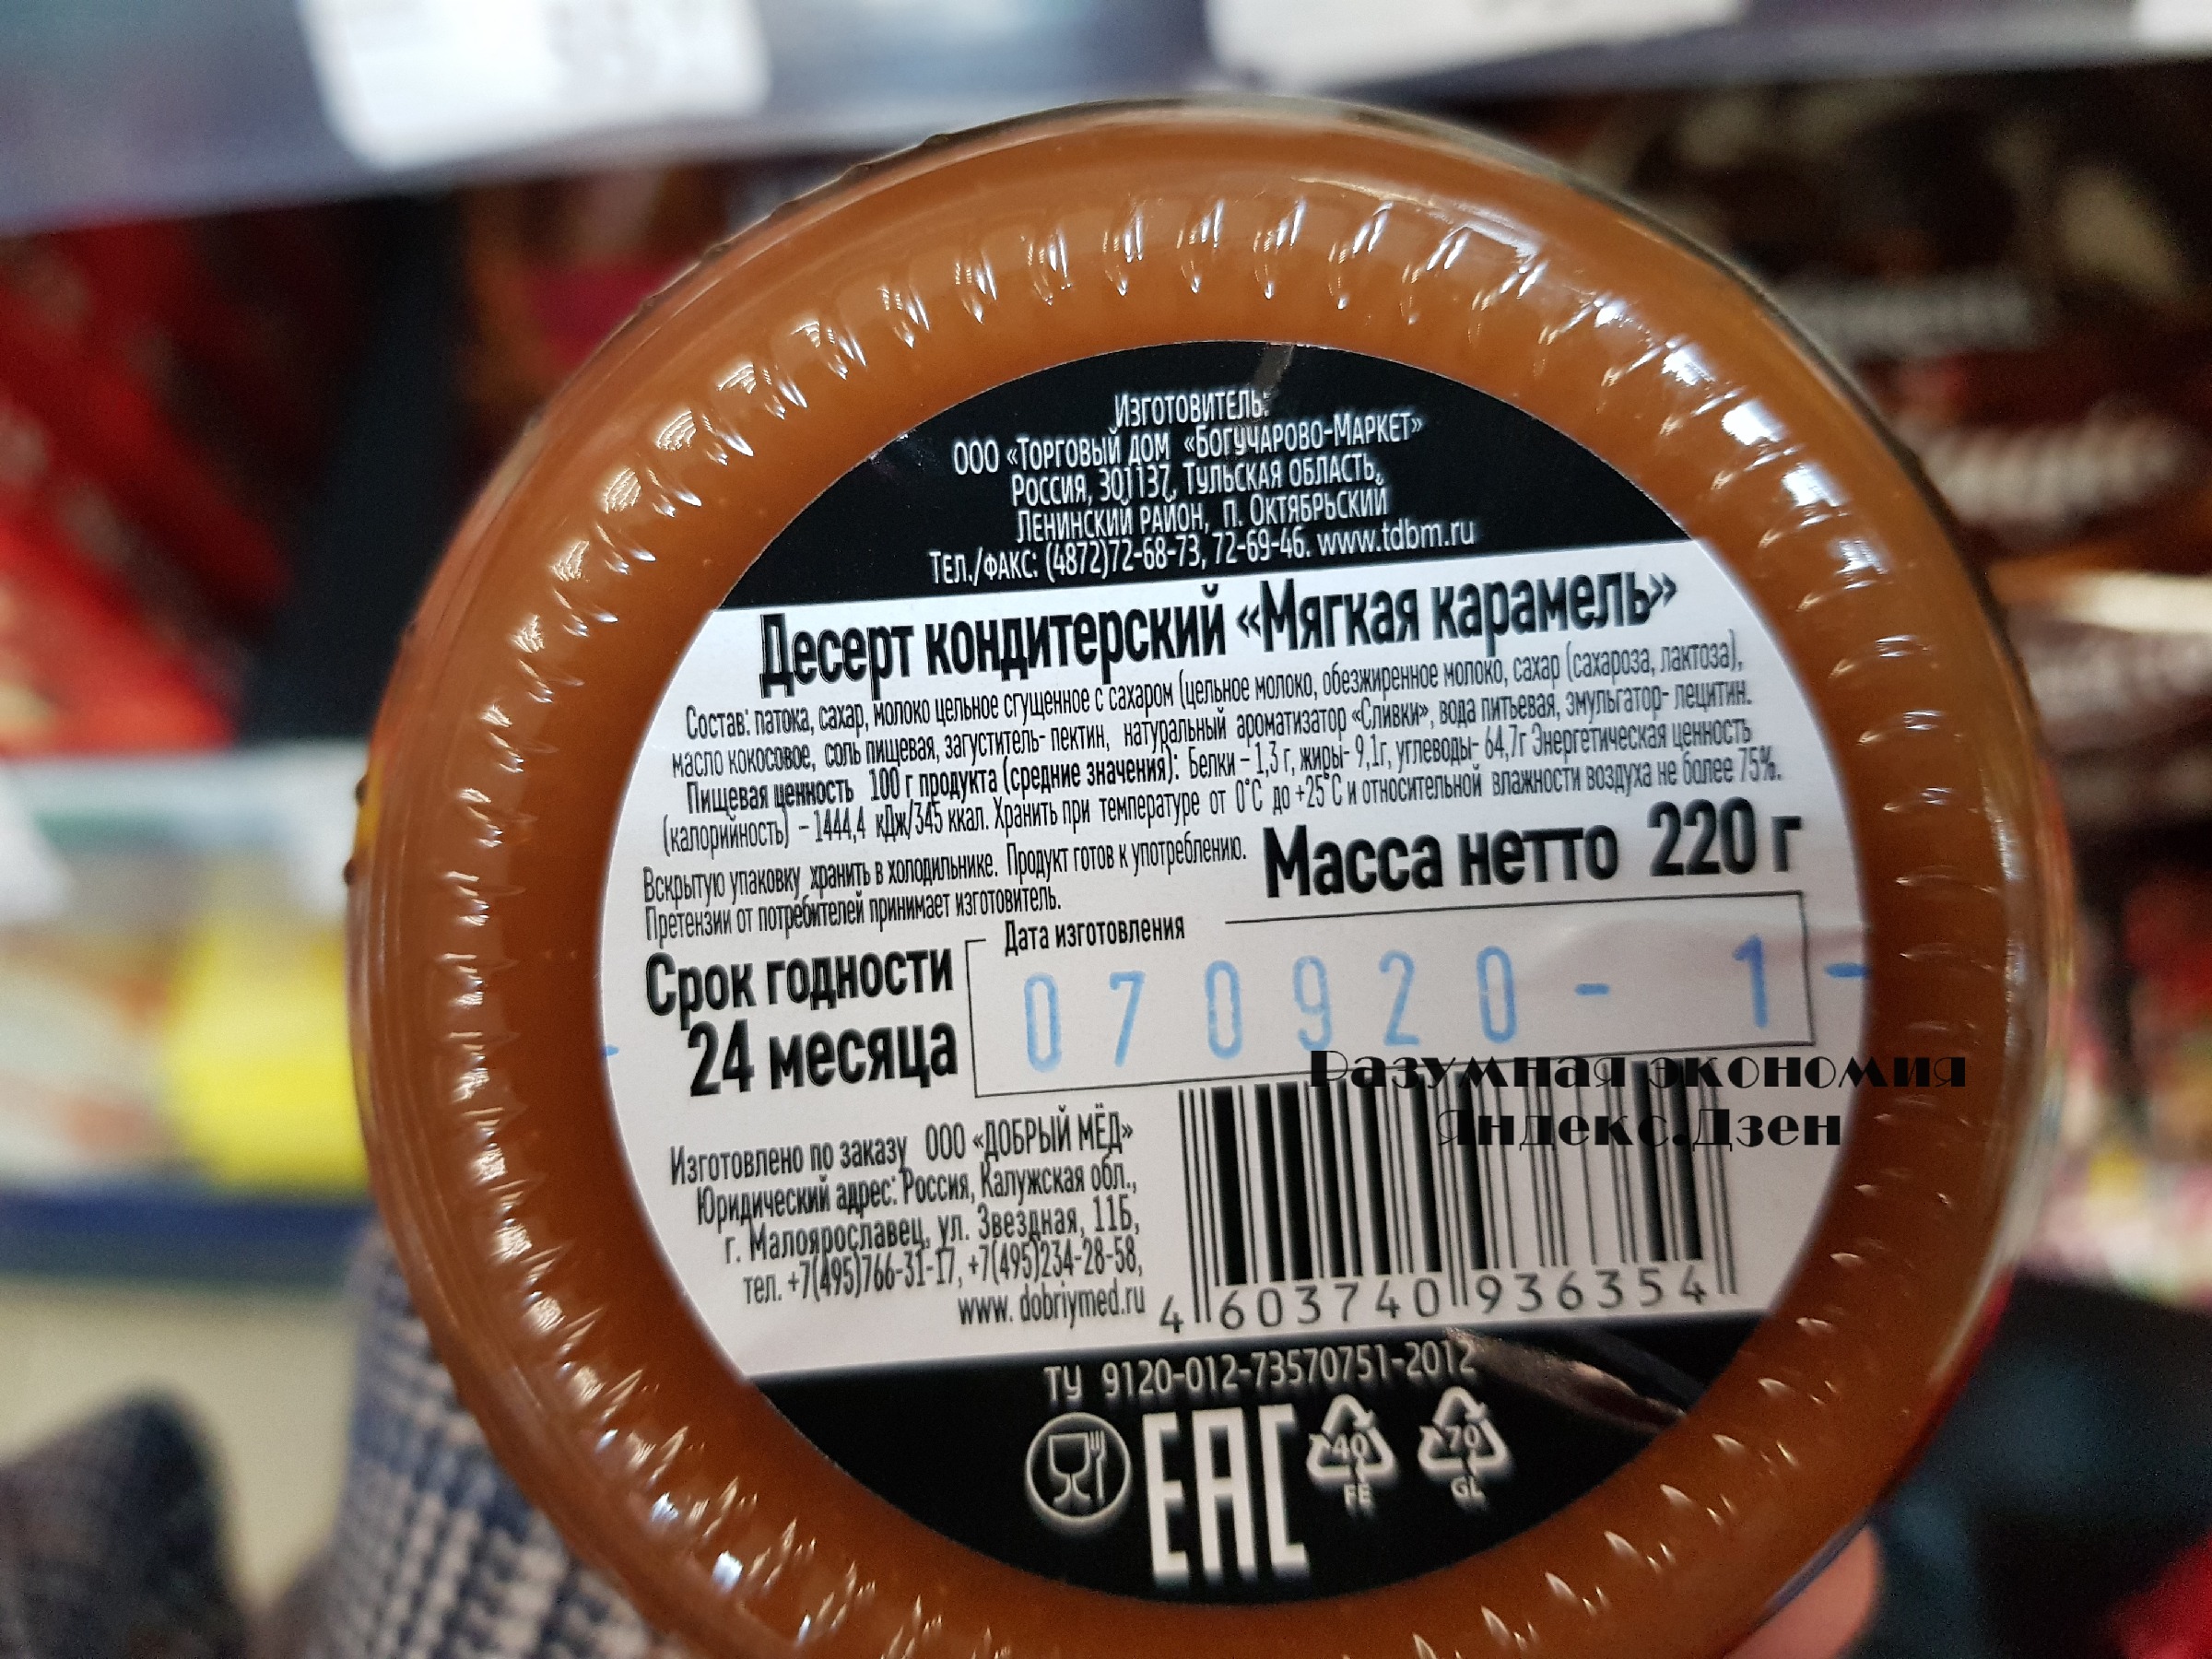 Изготовитель:
ООО «Торговый дом «Богучарово-Маркет»
Россия, 301137, Тульская область,
Ленинский район, п. Октябрьский
Тел./факс: (4872)72-68-73, 72-69-46. www.tdbm.ru
Десерт кондитерский «Мягкая карамель»
Состав: патока, сахар, молоко цельное сгущенное с сахаром (цельное молоко, обезжиренное молоко, сахар (сахароза, лактоза),
масло кокосовое, соль пищевая, загуститель- пектин, натуральный ароматизатор «Сливки», вода питьевая, эмульгатор- лецитин.
Пищевая ценность 100 г продукта (средние значения): Белки – 1,3 г, жиры- 9,1г, углеводы- 64,7г Энергетическая ценность
(калорийность) – 1444,4 кДж/345 ккал. Хранить при температуре от 0°С до +25°С и относительной влажности воздуха не более 75%.
Вскрытую упаковку хранить в холодильнике. Продукт готов к употреблению.
Претензии от потребителей принимает изготовитель.
Масса нетто 220 г
Срок годности
24 месяца
Дата изготовления
070920- 1-
Разумная экономия
Яндекс.Дзен
Изготовлено по заказу ООО «ДОБРЫЙ МЁД»
Юридический адрес: Россия, Калужская обл.,
г. Малоярославец, ул. Звездная, 11Б,
тел. +7(495)766-31-17, +7(495)234-28-58,
www. dobriymed.ru
4 603740 936354
ТУ 9120-012-73570751-2012
EAC
40
FE
70
GL